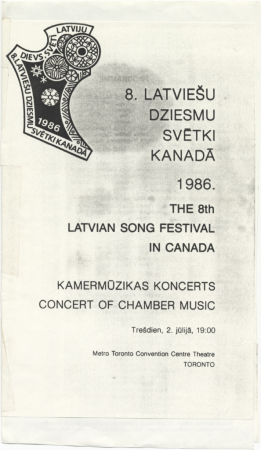 DIEVS, SVĒTĪ LATVIJU
8. LATVIEŠU DZIESMU
SVĒTKI KANADĀ
1986
8. LATVIEŠU
DZIESMU
SVĒTKI
KANADĀ
1986.
THE 8th
LATVIAN SONG FESTIVAL
IN CANADA
KAMERMŪZIKAS KONCERTS
CONCERT OF CHAMBER MUSIC
Trešdien, 2. jūlijā, 19:00
Metro Toronto Convention Centre Theatre
TORONTO